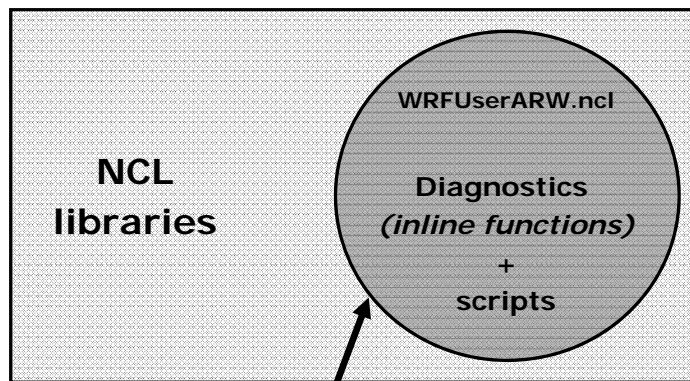 NCL
libraries
WRFUserARW.ncl
Diagnostics
(inline functions)
+
scripts